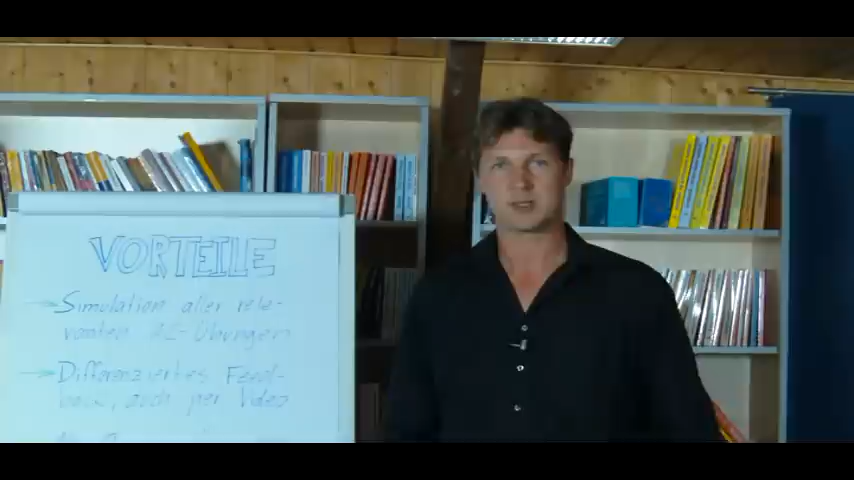 VORTEILE
→ Simulation aller rele-
vanten AC-Übungen
→ Differenziertes Feed-
back, auch per Video